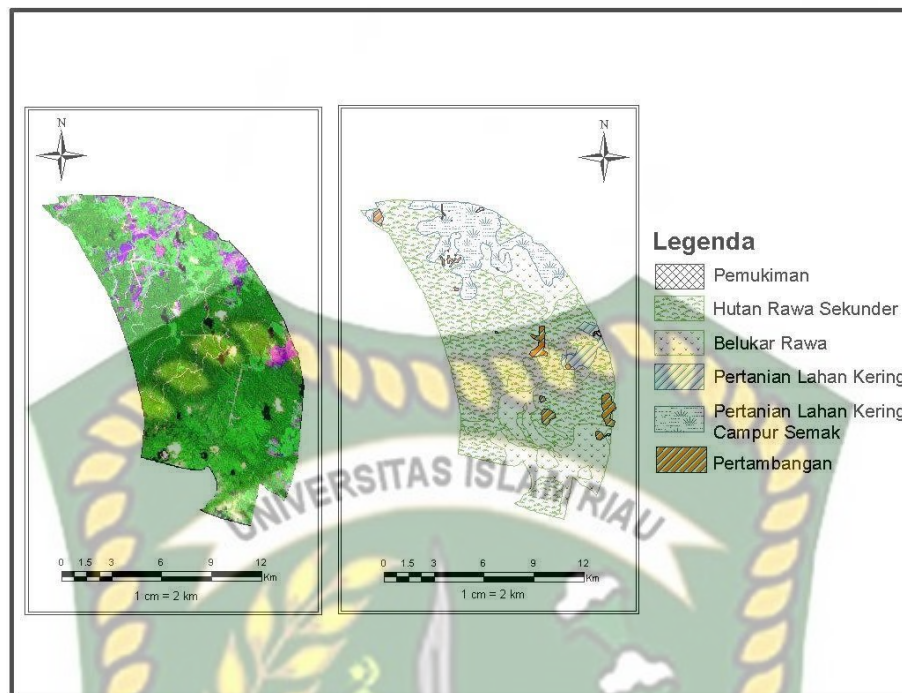 N
N
Legenda
Pemukiman
Hutan Rawa Sekunder
Belukar Rawa
Pertanian Lahan Kering
Pertanian Lahan Kering
Campur Semak
Pertambangan
UNIVERSITAS ISLAM RIAU
0 1.5 3 6 9 12
Km
1 cm = 2 km
0 1.5 3 6 9 12
Km
1 cm = 2 km